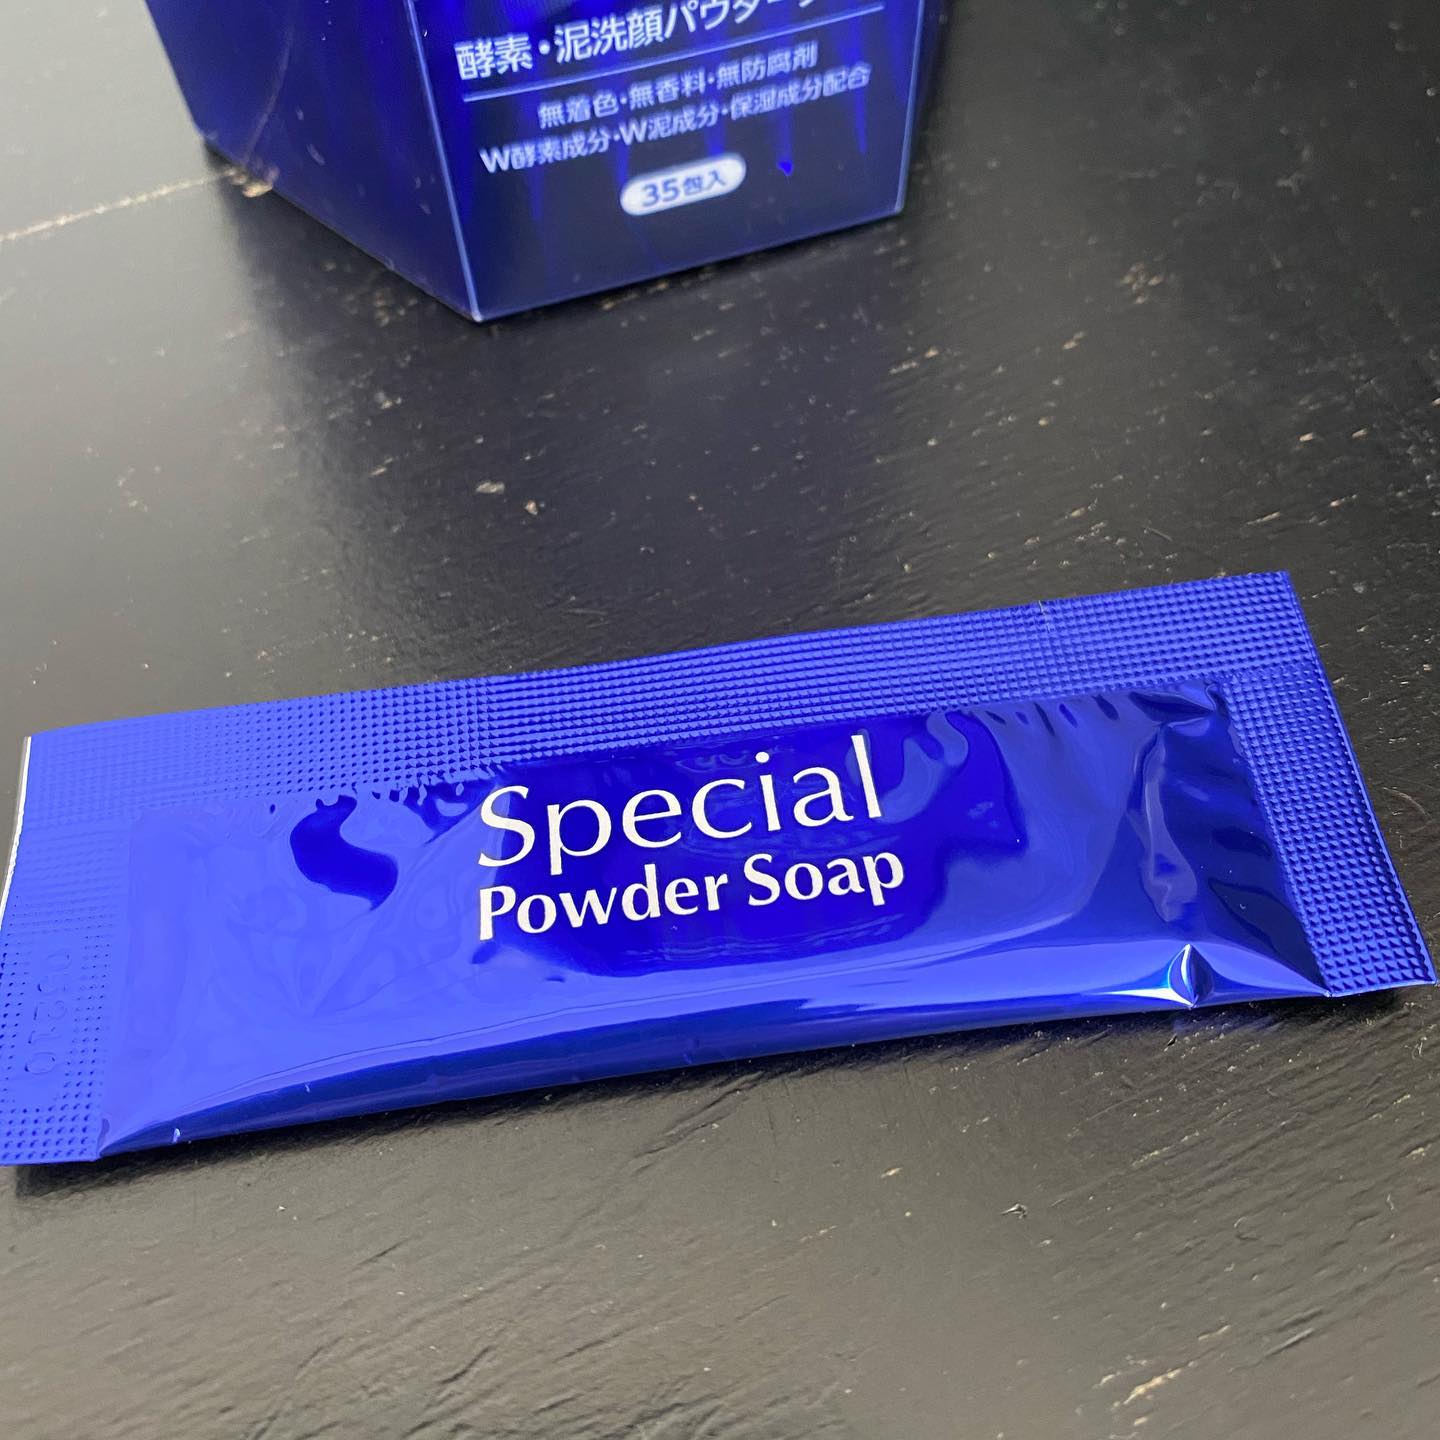 酵素・泥洗顔パウダー
無着色・無香料・無防腐剤
W酵素成分・W泥成分・保湿成分配合
35包入
Special
Powder Soap